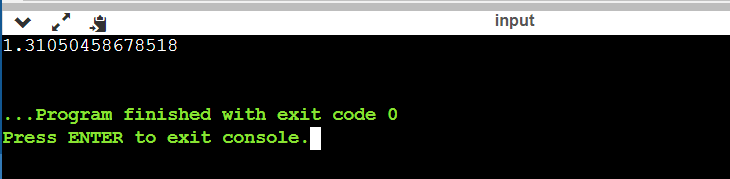 input
1.31050458678518
...Program finished with exit code 0
Press ENTER to exit console.